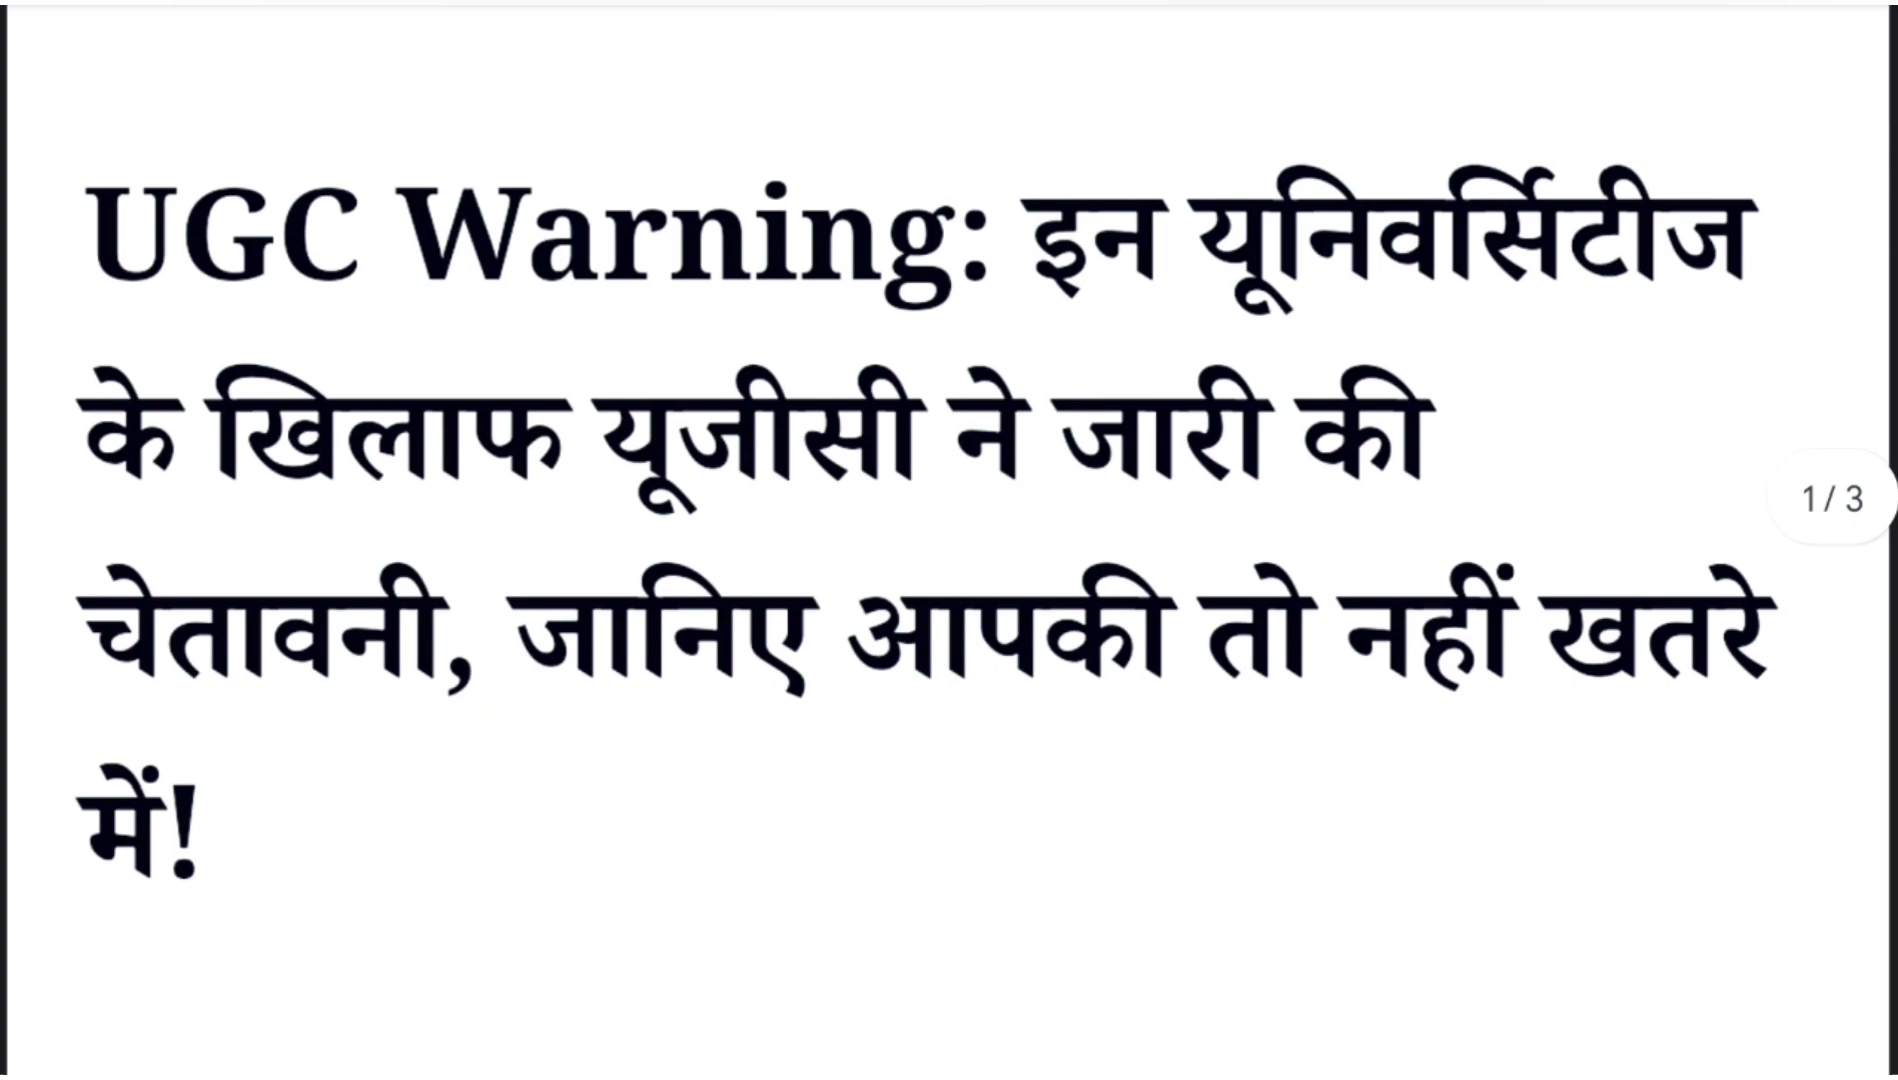 UGC Warning: इन यूनिवर्सिटीज
के खिलाफ यूजीसी ने जारी की
चेतावनी, जानिए आपकी तो नहीं खतरे
में!
1 / 3